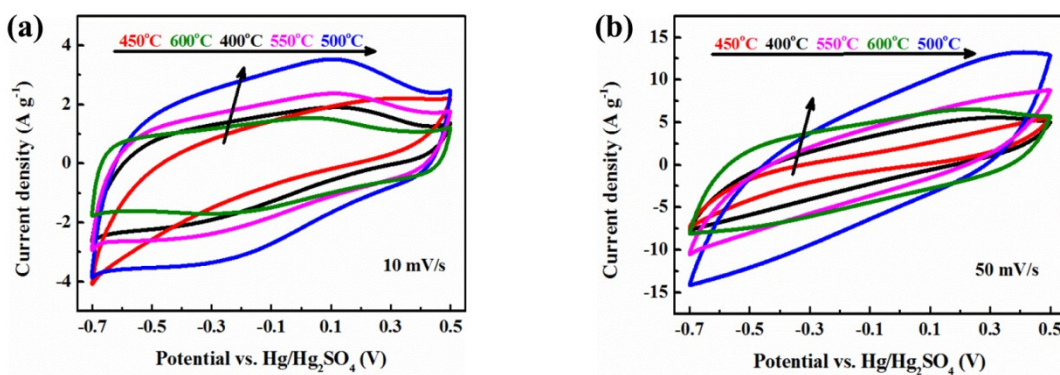 (a)
450°C 600°C 400°C 550°C 500°C
4
2
0
-2
-4
Current density (A g⁻¹)
10 mV/s
-0.7 -0.5 -0.3 -0.1 0.1 0.3 0.5
Potential vs. Hg/Hg₂SO₄ (V)
(b)
450°C 400°C 550°C 600°C 500°C
15
10
5
0
-5
-10
-15
Current density (A g⁻¹)
50 mV/s
-0.7 -0.5 -0.3 -0.1 0.1 0.3 0.5
Potential vs. Hg/Hg₂SO₄ (V)